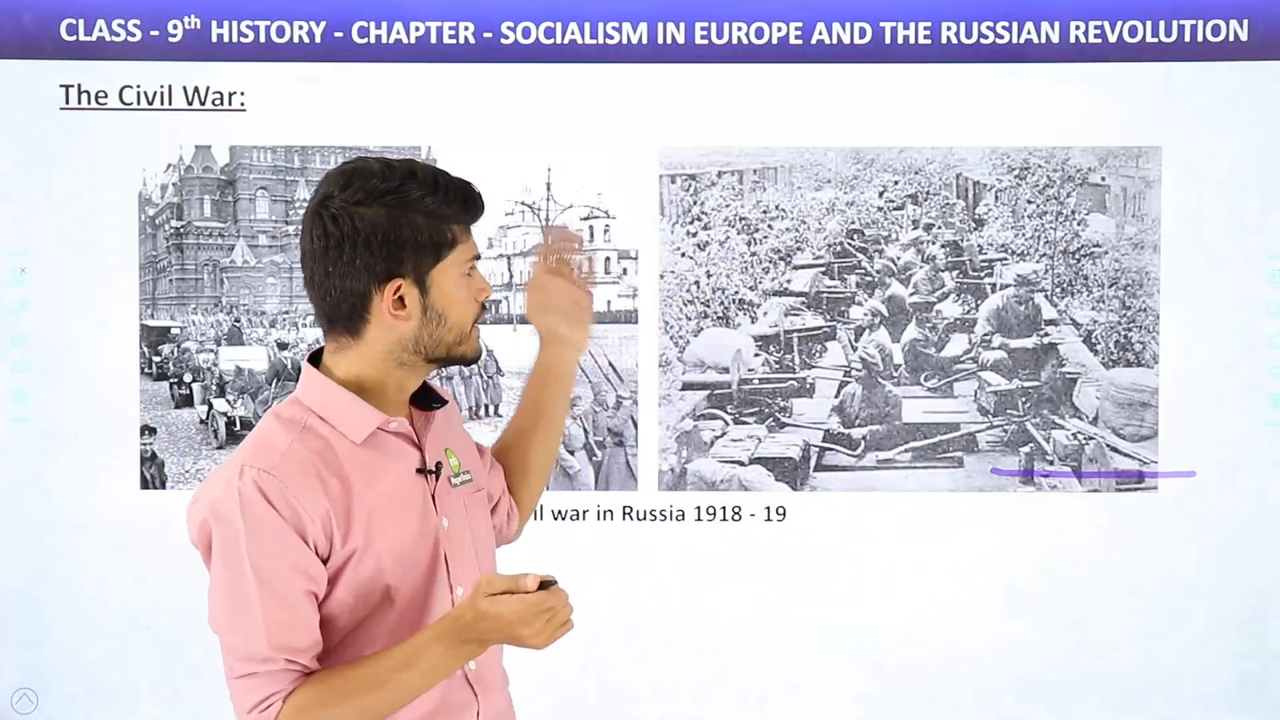 CLASS - 9th HISTORY - CHAPTER - SOCIALISM IN EUROPE AND THE RUSSIAN REVOLUTION
The Civil War:
il war in Russia 1918 - 19